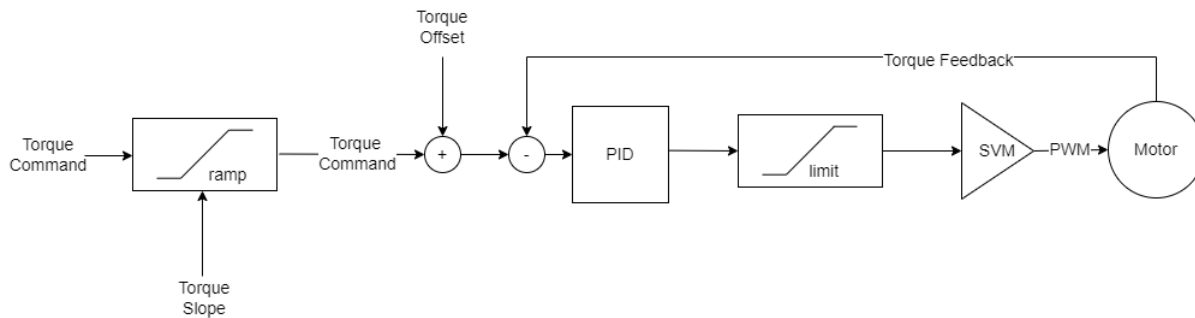 Torque
Offset
Torque Feedback
Torque
Command
ramp
Torque
Command
+
-
PID
limit
SVM
PWM
Motor
Torque
Slope